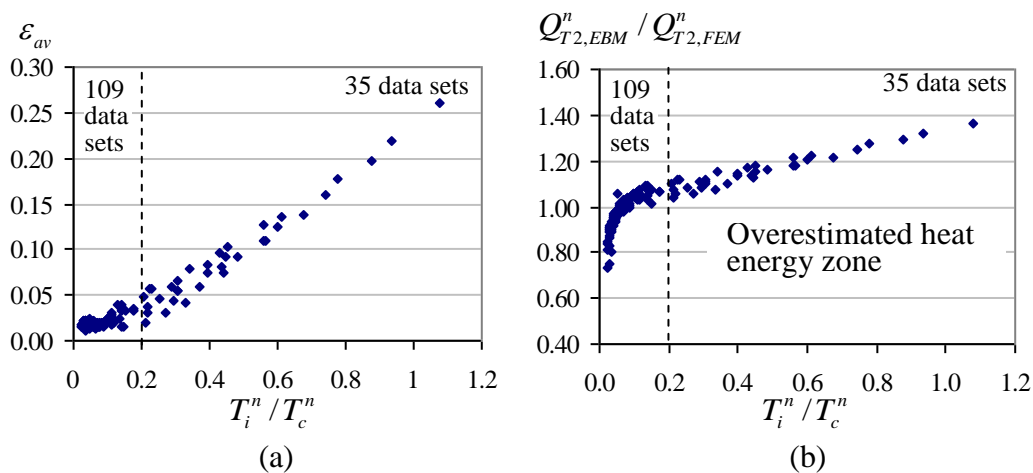 ε_av
0.30
0.25
0.20
0.15
0.10
0.05
0.00
109
data
sets
35 data sets
0 0.2 0.4 0.6 0.8 1 1.2
T_i^n / T_c^n
(a)
Q_{T2,EBM}^n / Q_{T2,FEM}^n
1.60
1.40
1.20
1.00
0.80
0.60
0.40
109
data
sets
35 data sets
Overestimated heat
energy zone
0.0 0.2 0.4 0.6 0.8 1.0 1.2
T_i^n / T_c^n
(b)